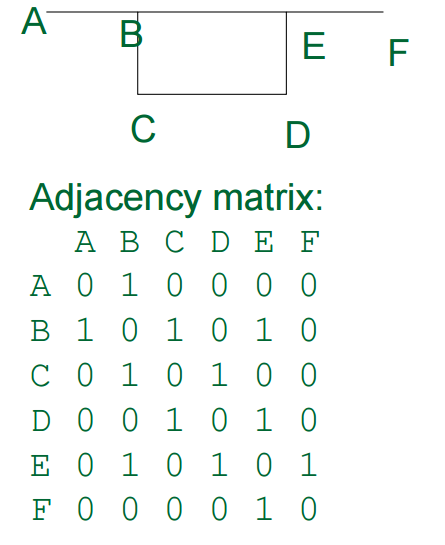 A
B
E
F
C
D
Adjacency matrix:
A B C D E F
A 0 1 0 0 0 0
B 1 0 1 0 1 0
C 0 1 0 1 0 0
D 0 0 1 0 1 0
E 0 1 0 1 0 1
F 0 0 0 0 1 0